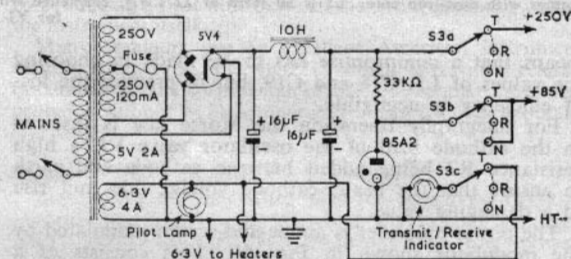 250V
Fuse
250V
120mA
MAINS
5V 2A
6·3V
4A
Pilot Lamp
6·3V to Heaters
5V4
10H
16µF
16µF
33KΩ
85A2
Transmit/Receive
Indicator
S3a
T
R
N
+250V
S3b
T
R
N
+85V
S3c
T
R
N
HT-